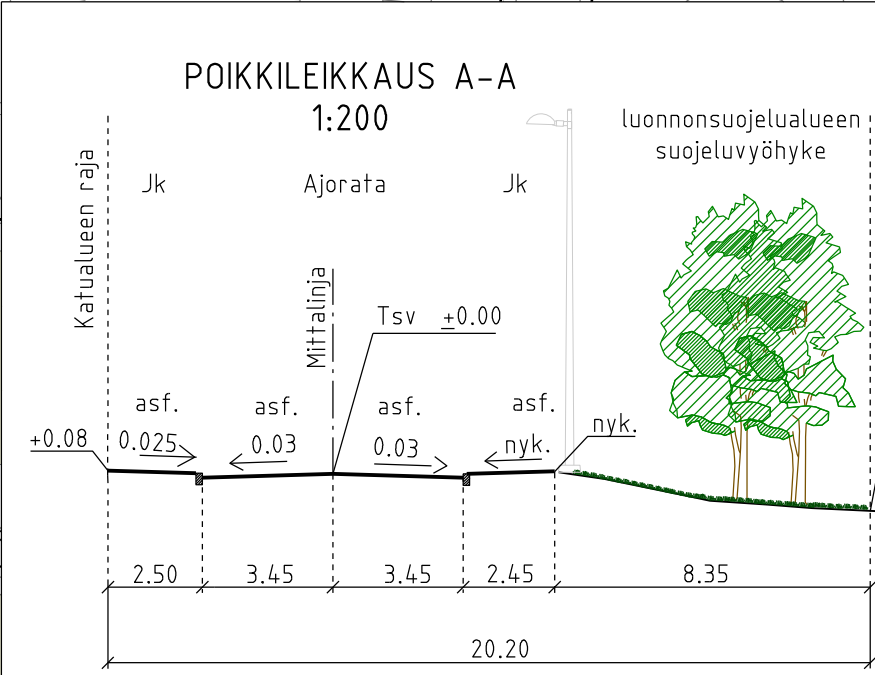 POIKKILEIKKAUS A-A
1:200
luonnonsuojelualueen
suojeluvyöhyke
Katualueen raja
Jk
Ajorata
Jk
Mittalinja
Tsv ±0.00
asf.
asf.
asf.
asf.
nyk.
+0.08
0.025
0.03
0.03
nyk.
2.50
3.45
3.45
2.45
8.35
20.20